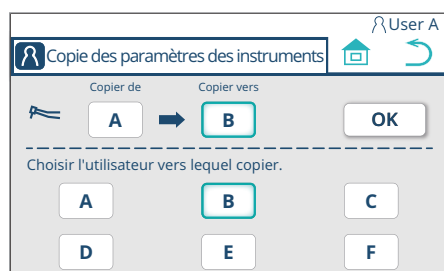 User A
Copie des paramètres des instruments
Copier de Copier vers
A B OK
Choisir l'utilisateur vers lequel copier.
A B C
D E F